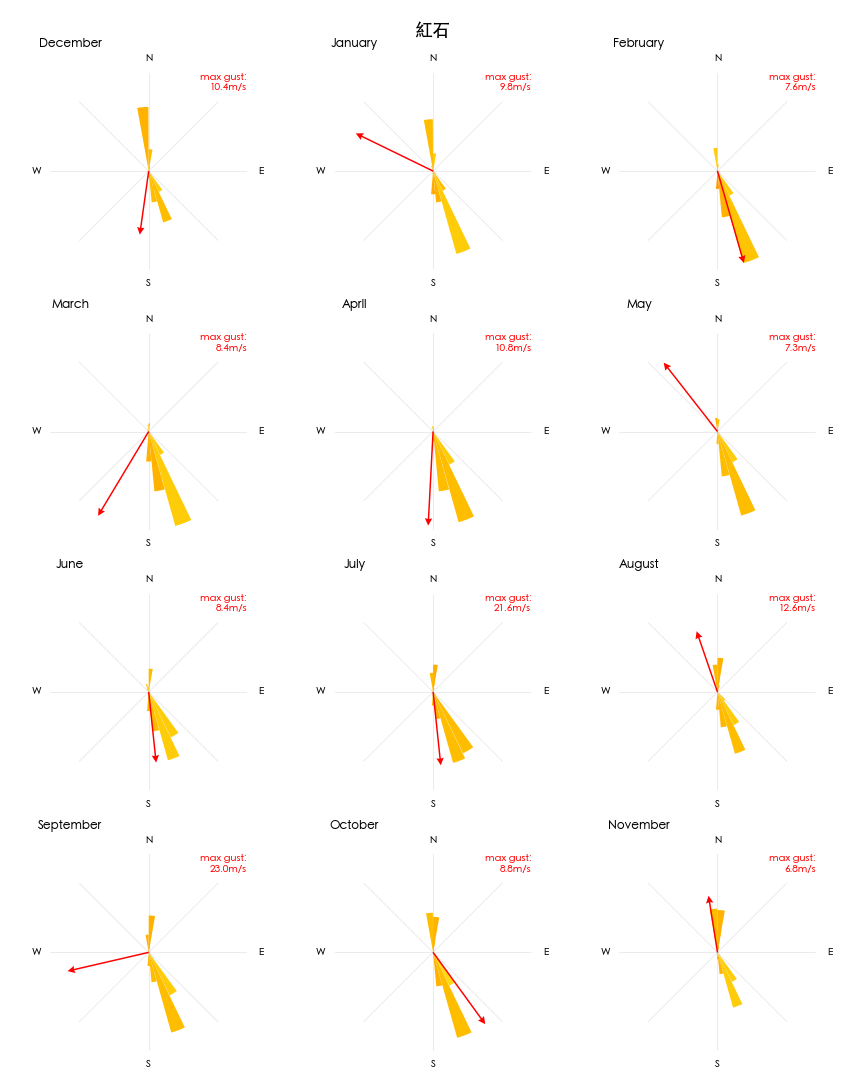 紅石
December
January
February
N
N
N
max gust:
10.4m/s
max gust:
9.8m/s
max gust:
7.6m/s
W
E
W
E
W
E
S
S
S
March
April
May
N
N
N
max gust:
8.4m/s
max gust:
10.8m/s
max gust:
7.3m/s
W
E
W
E
W
E
S
S
S
June
July
August
N
N
N
max gust:
8.4m/s
max gust:
21.6m/s
max gust:
12.6m/s
W
E
W
E
W
E
S
S
S
September
October
November
N
N
N
max gust:
23.0m/s
max gust:
8.8m/s
max gust:
6.8m/s
W
E
W
E
W
E
S
S
S